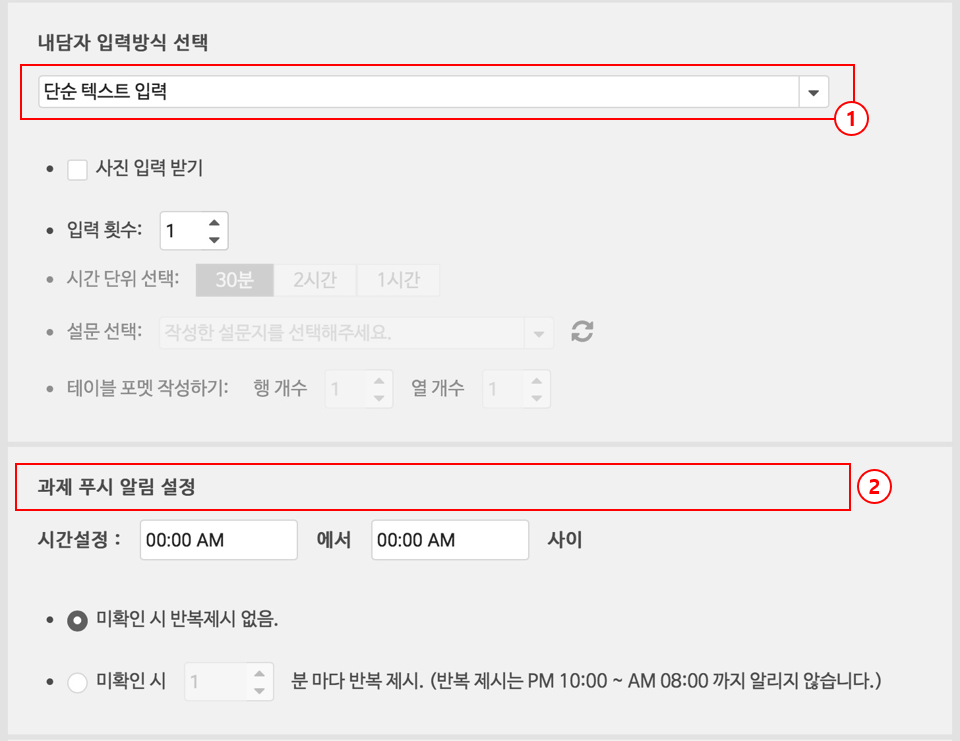 내담자 입력방식 선택
단순 텍스트 입력
1
사진 입력 받기
입력 횟수: 1
시간 단위 선택: 30분 2시간 1시간
설문 선택: 작성한 설문지를 선택해주세요.
테이블 포멧 작성하기: 행 개수 1 열 개수 1
과제 푸시 알림 설정
2
시간설정 : 00:00 AM 에서 00:00 AM 사이
미확인 시 반복제시 없음.
미확인 시 1 분 마다 반복 제시. (반복 제시는 PM 10:00 ~ AM 08:00 까지 알리지 않습니다.)